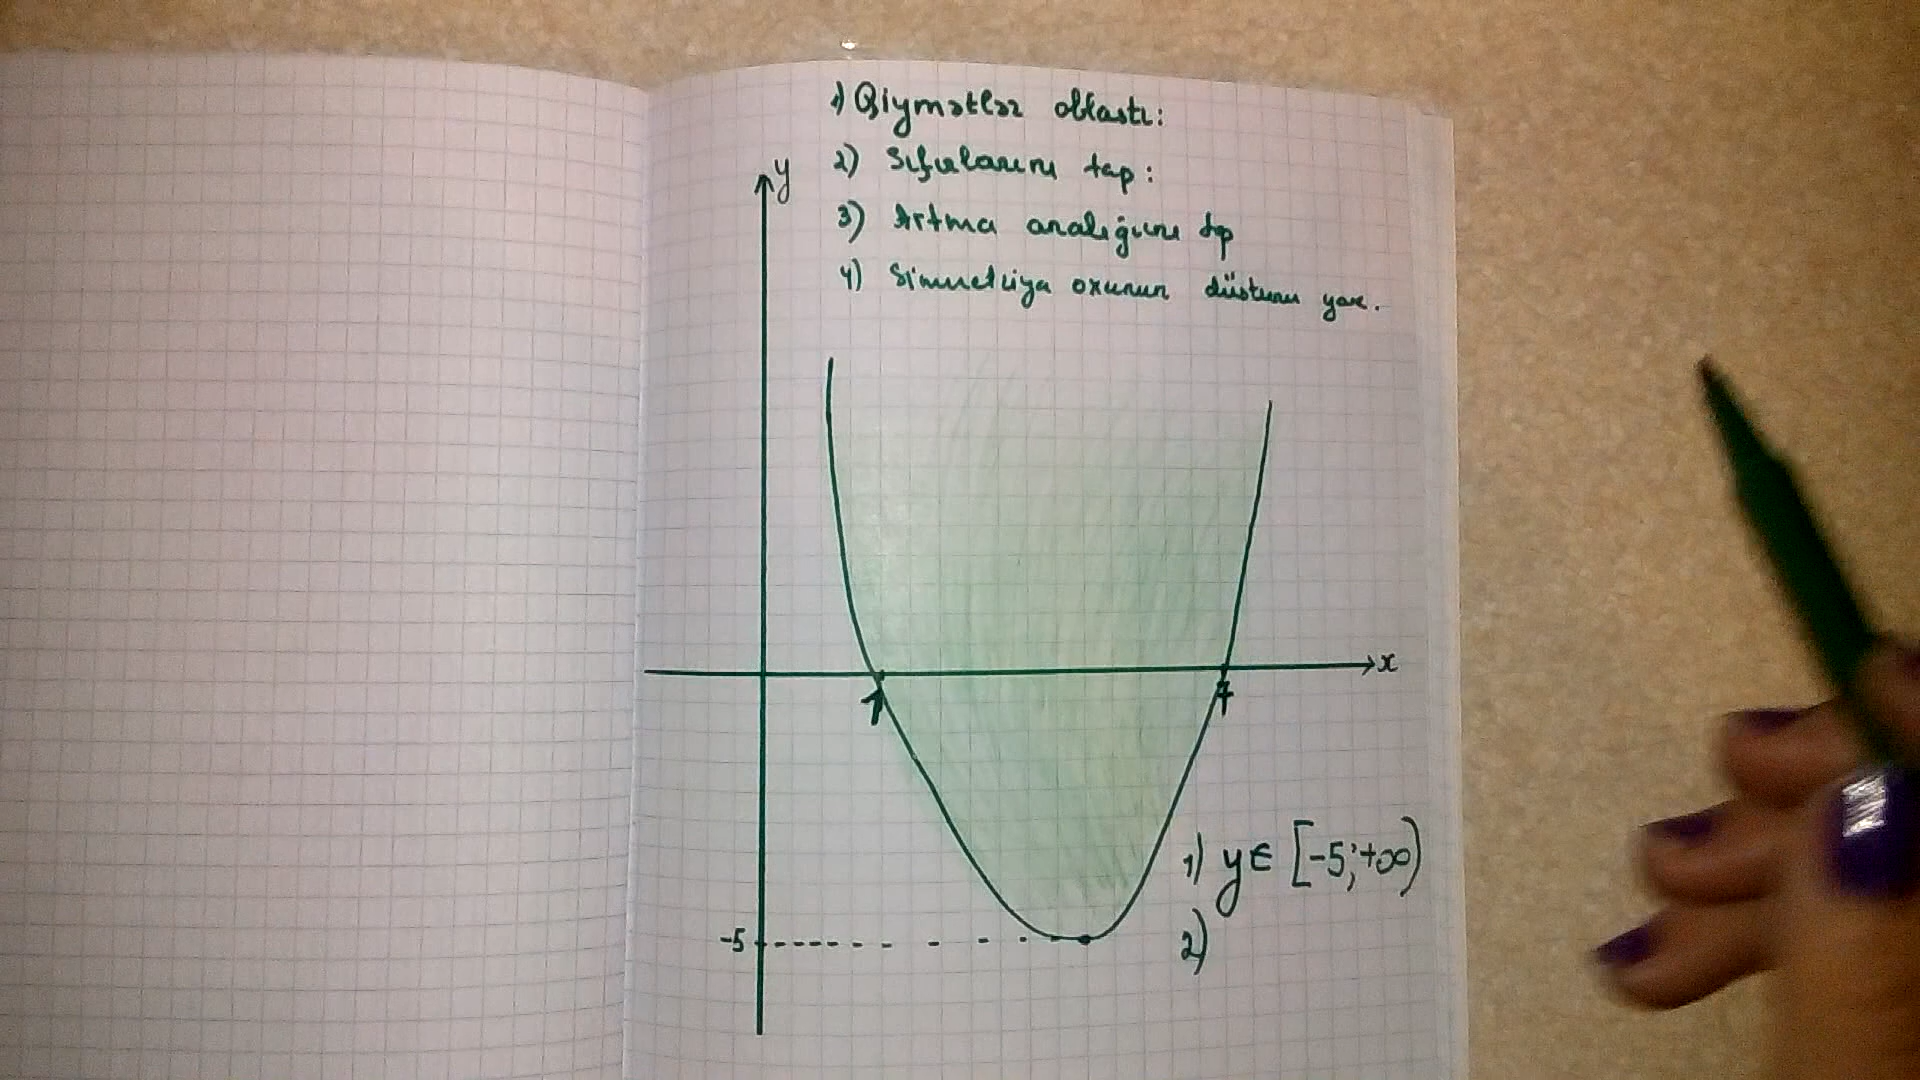 1) Qiymətlər oblastı:
2) Sıfırlarını tap:
3) Artma aralığını tap
4) Simmetriya oxunun düsturu yaz.
y
x
1
7
-5
1) y∈ [-5;+∞)
2)